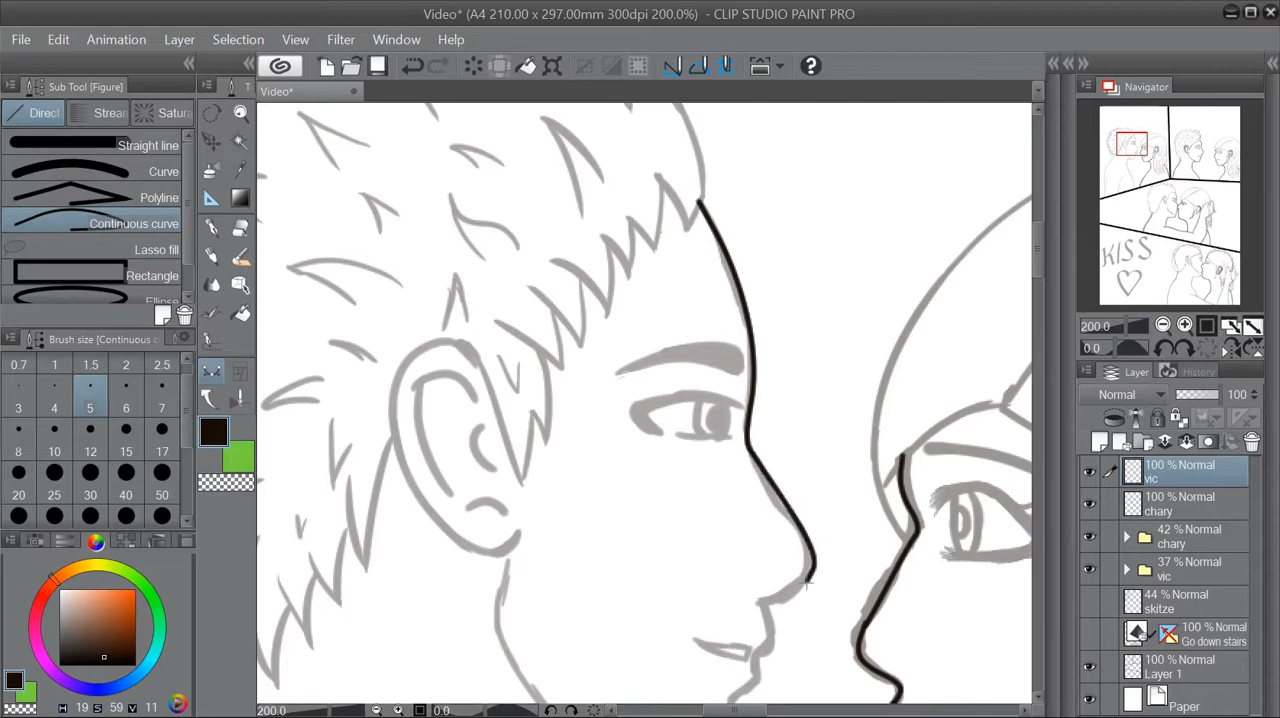 Video* (A4 210.00 x 297.00mm 300dpi 200.0%) - CLIP STUDIO PAINT PRO
File Edit Animation Layer Selection View Filter Window Help
Sub Tool [Figure]
Direct Strear Satura
Straight line
Curve
Polyline
Continuous curve
Lasso fill
Rectangle
Ellipse
Brush size [Continuous c
0.7 1 1.5 2 2.5
3 4 5 6 7
8 10 12 15 17
20 25 30 40 50
H 19 S 59 V 11
T
Video*
200.0 0.0
Navigator
KISS
200.0
0.0
Layer History
Normal 100
100 % Normal
vic
100 % Normal
chary
42 % Normal
chary
37 % Normal
vic
44 % Normal
skitze
100 % Normal
Go down stairs
100 % Normal
Layer 1
Paper